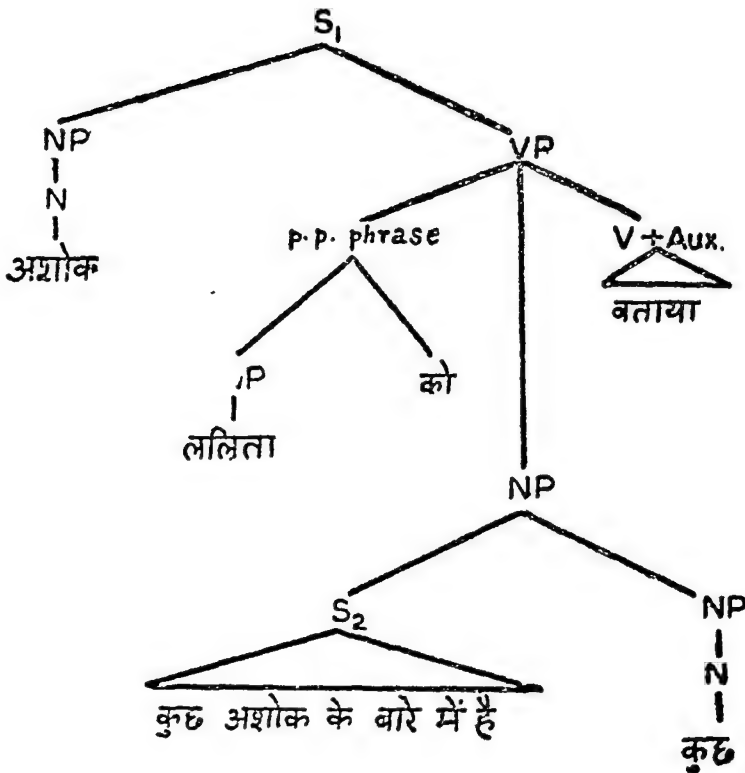 S₁
NP VP
N
अशोक
p.p. phrase V + Aux.
बताया
P को
ललिता
NP
S₂ NP
N
कुछ अशोक के बारे में है
कुछ